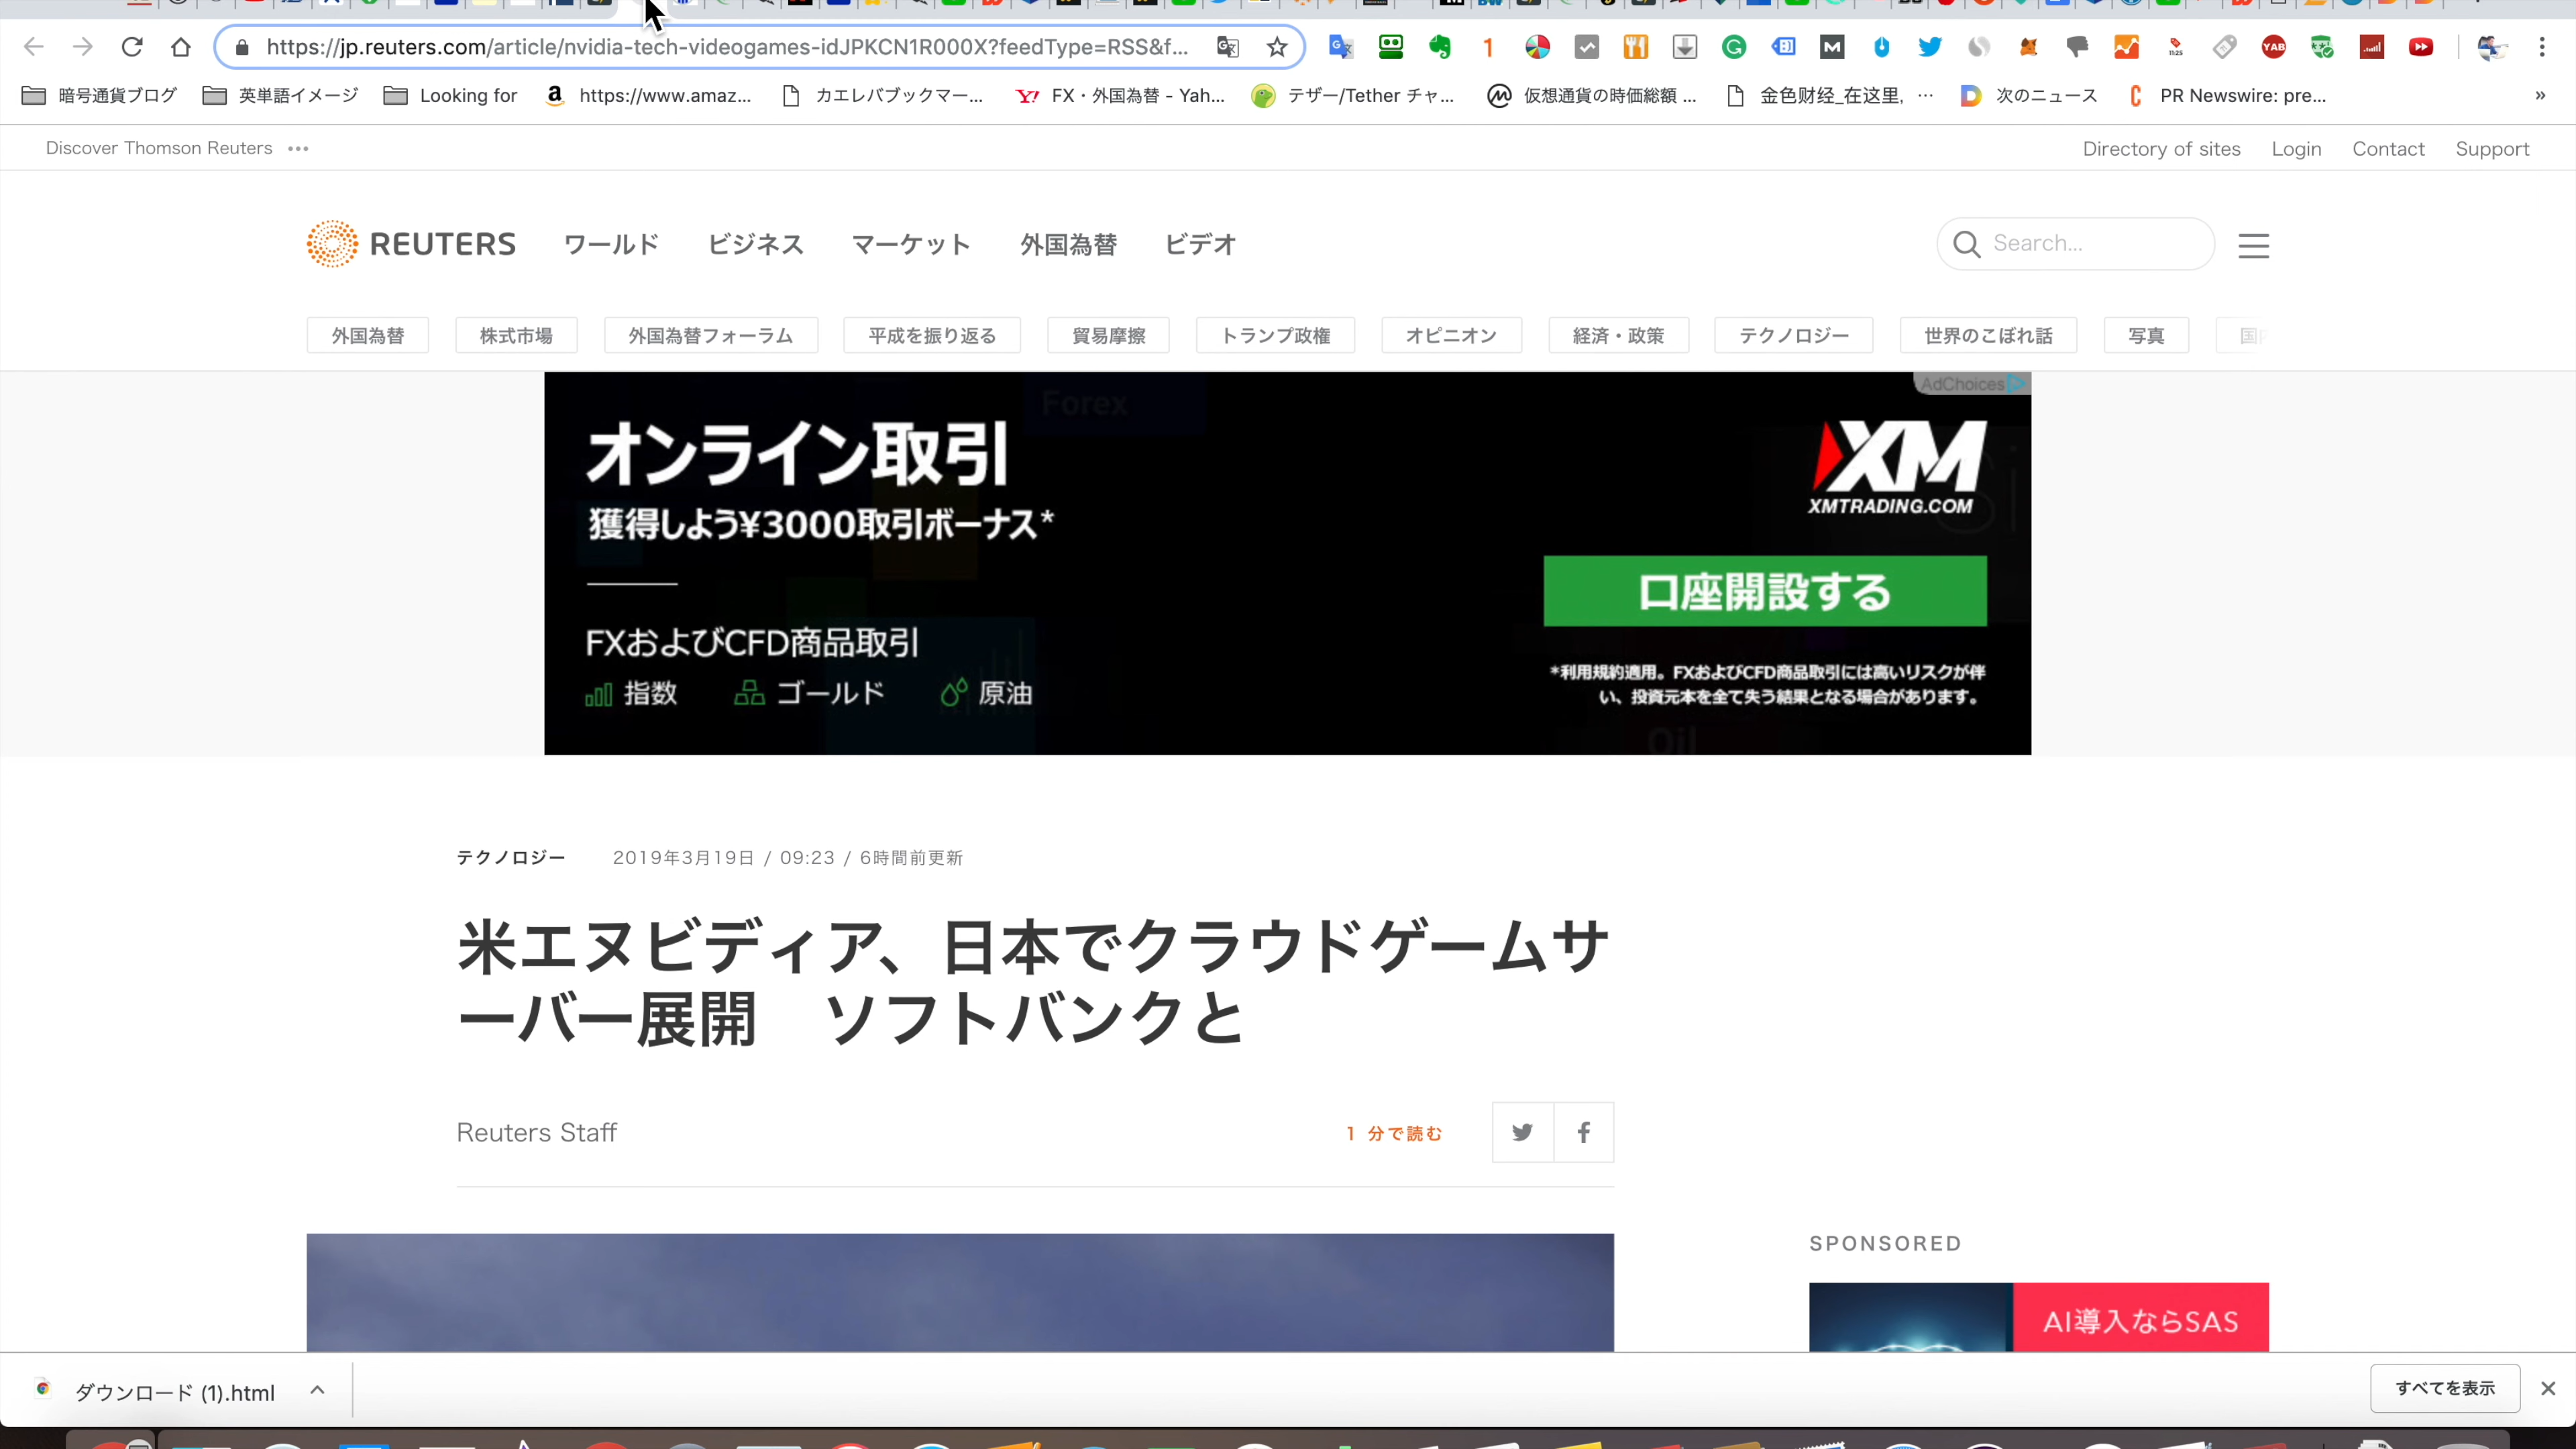 https://jp.reuters.com/article/nvidia-tech-videogames-idJPKCN1R000X?feedType=RSS&f...
暗号通貨ブログ 英単語イメージ Looking for https://www.amaz... カエレバブックマー... FX・外国為替 - Yah... テザー/Tether チャ... 仮想通貨の時価総額 ... 金色财经_在这里, ... 次のニュース PR Newswire: pre... »
Discover Thomson Reuters ••• Directory of sites Login Contact Support
REUTERS ワールド ビジネス マーケット 外国為替 ビデオ Search...
外国為替 株式市場 外国為替フォーラム 平成を振り返る 貿易摩擦 トランプ政権 オピニオン 経済・政策 テクノロジー 世界のこぼれ話 写真
AdChoices
Forex
オンライン取引
獲得しよう¥3000取引ボーナス*
XM
XMTRADING.COM
口座開設する
FXおよびCFD商品取引
指数 ゴールド 原油
*利用規約適用。FXおよびCFD商品取引には高いリスクが伴
い、投資元本を全て失う結果となる場合があります。
Oil
テクノロジー 2019年3月19日 / 09:23 / 6時間前更新
米エヌビディア、日本でクラウドゲームサ
ーバー展開 ソフトバンクと
Reuters Staff 1 分で読む
SPONSORED
AI導入ならSAS
ダウンロード (1).html すべてを表示